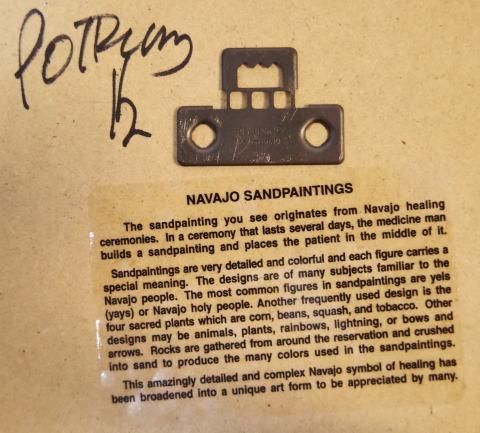 12
NAVAJO SANDPAINTINGS
The sandpainting you see originates from Navajo healing
ceremonies. In a ceremony that lasts several days, the medicine man
builds a sandpainting and places the patient in the middle of it.
Sandpaintings are very detailed and colorful and each figure carries a
special meaning. The designs are of many subjects familiar to the
Navajo people. The most common figures in sandpaintings are yeis
(yays) or Navajo holy people. Another frequently used design is the
four sacred plants which are corn, beans, squash, and tobacco. Other
designs may be animals, plants, rainbows, lightning, or bows and
arrows. Rocks are gathered from around the reservation and crushed
into sand to produce the many colors used in the sandpaintings.
This amazingly detailed and complex Navajo symbol of healing has
been broadened into a unique art form to be appreciated by many.